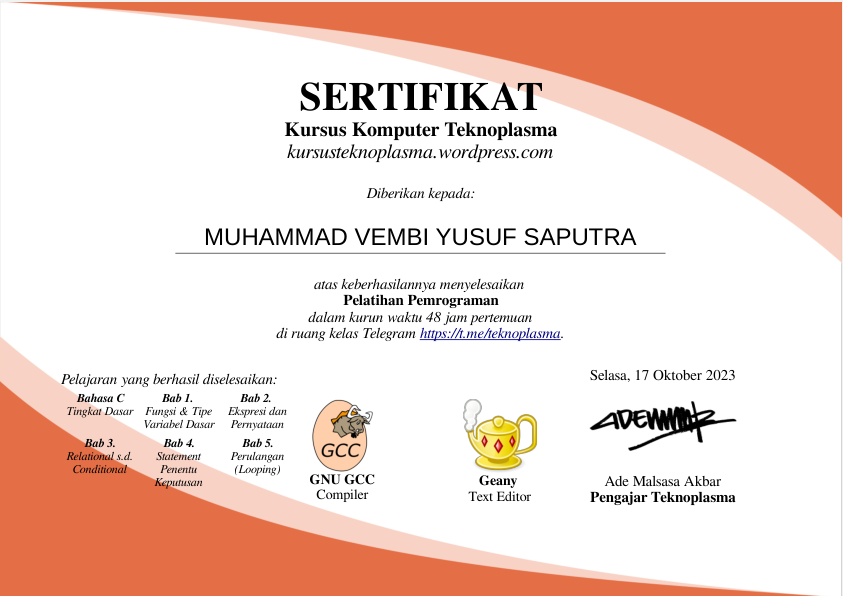 SERTIFIKAT
Kursus Komputer Teknoplasma
kursusteknoplasma.wordpress.com
Diberikan kepada:
MUHAMMAD VEMBI YUSUF SAPUTRA
atas keberhasilannya menyelesaikan
Pelatihan Pemrograman
dalam kurun waktu 48 jam pertemuan
di ruang kelas Telegram https://t.me/teknoplasma.
Pelajaran yang berhasil diselesaikan:
Bahasa C
Tingkat Dasar
Bab 1.
Fungsi & Tipe
Variabel Dasar
Bab 2.
Ekspresi dan
Pernyataan
Bab 3.
Relational s.d.
Conditional
Bab 4.
Statement
Penentu
Keputusan
Bab 5.
Perulangan
(Looping)
GCC
GNU GCC
Compiler
Geany
Text Editor
Selasa, 17 Oktober 2023
Ade Malsasa Akbar
Pengajar Teknoplasma